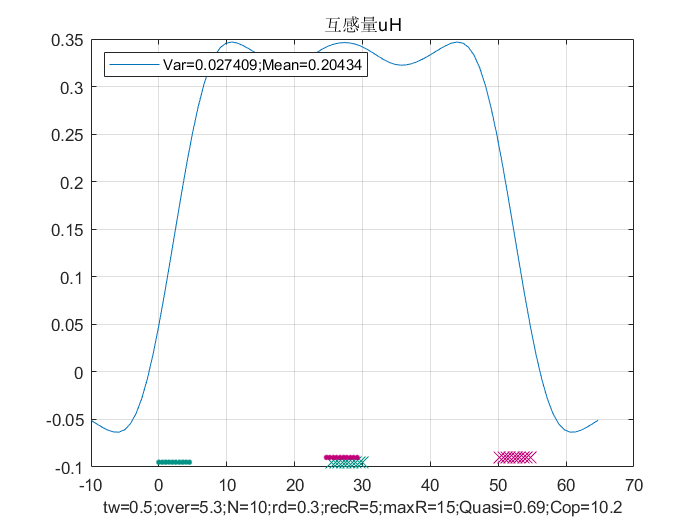 互感量uH
Var=0.027409;Mean=0.20434
0.35
0.3
0.25
0.2
0.15
0.1
0.05
0
-0.05
-0.1
-10 0 10 20 30 40 50 60 70
tw=0.5;over=5.3;N=10;rd=0.3;recR=5;maxR=15;Quasi=0.69;Cop=10.2